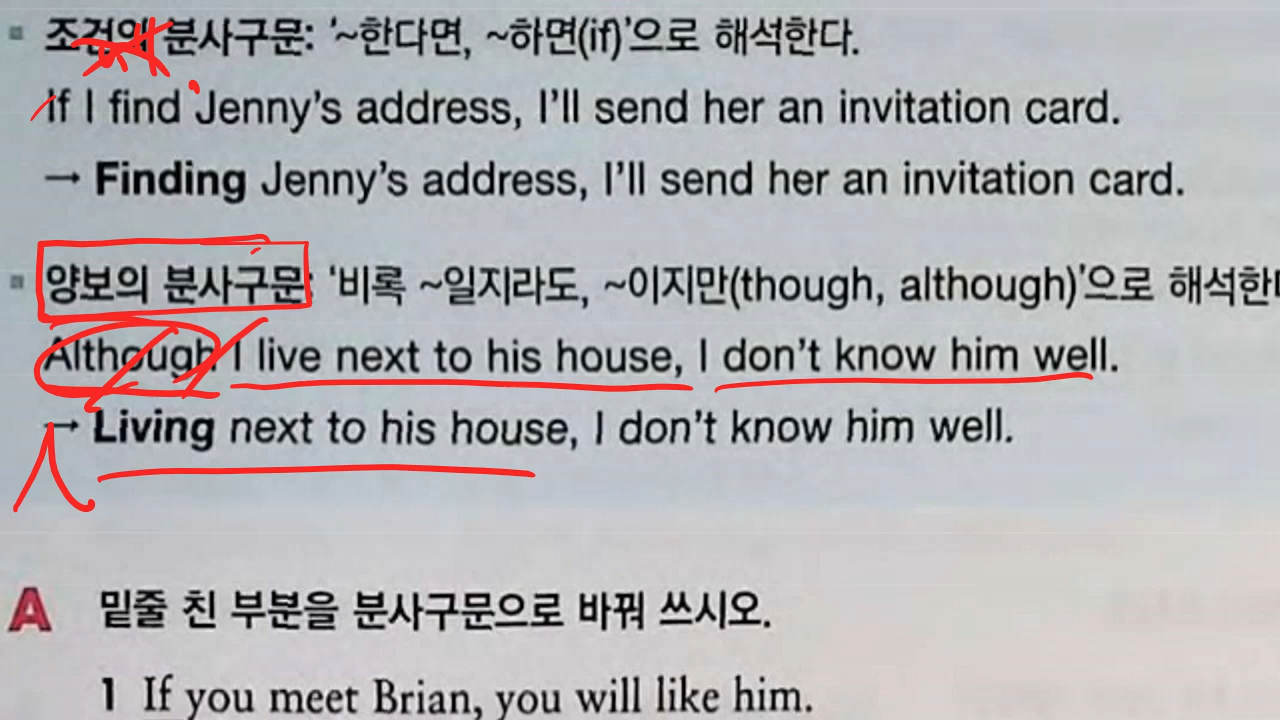 조건의 분사구문: ‘~한다면, ~하면(if)’으로 해석한다.
If I find Jenny’s address, I’ll send her an invitation card.
→ Finding Jenny’s address, I’ll send her an invitation card.
양보의 분사구문: ‘비록 ~일지라도, ~이지만(though, although)’으로 해석한
Although I live next to his house, I don’t know him well.
→ Living next to his house, I don’t know him well.
A 밑줄 친 부분을 분사구문으로 바꿔 쓰시오.
1 If you meet Brian, you will like him.